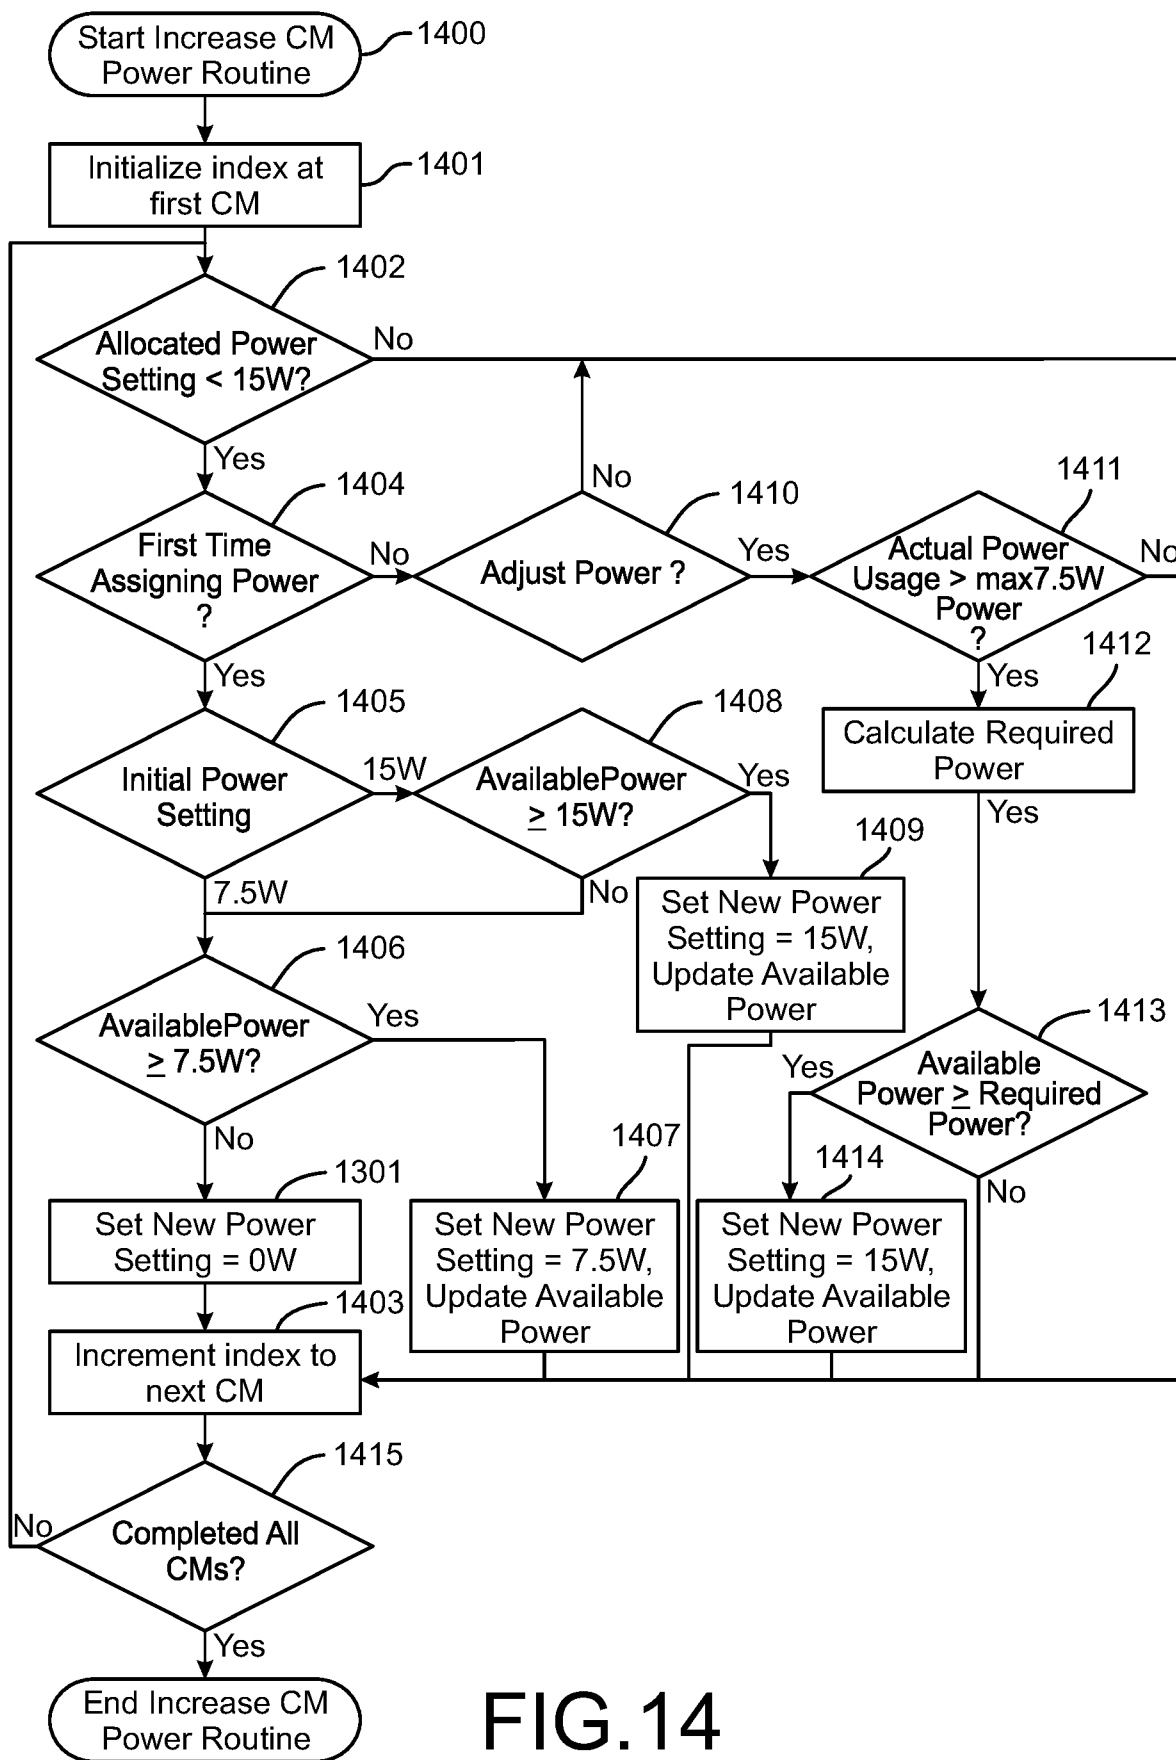 Start Increase CM
Power Routine
1400
Initialize index at
first CM
1401
1402
Allocated Power
Setting < 15W?
No
Yes
1404
First Time
Assigning Power
?
No
Yes
1410
Adjust Power ?
No
Yes
1411
Actual Power
Usage > max7.5W
Power
?
No
Yes
1412
Calculate Required
Power
Yes
1405
Initial Power
Setting
15W
7.5W
1408
AvailablePower
≥ 15W?
Yes
No
1409
Set New Power
Setting = 15W,
Update Available
Power
1406
AvailablePower
≥ 7.5W?
Yes
No
1413
Available
Power ≥ Required
Power?
Yes
No
1301
Set New Power
Setting = 0W
1407
Set New Power
Setting = 7.5W,
Update Available
Power
1414
Set New Power
Setting = 15W,
Update Available
Power
1403
Increment index to
next CM
1415
Completed All
CMs?
No
Yes
End Increase CM
Power Routine
FIG.14